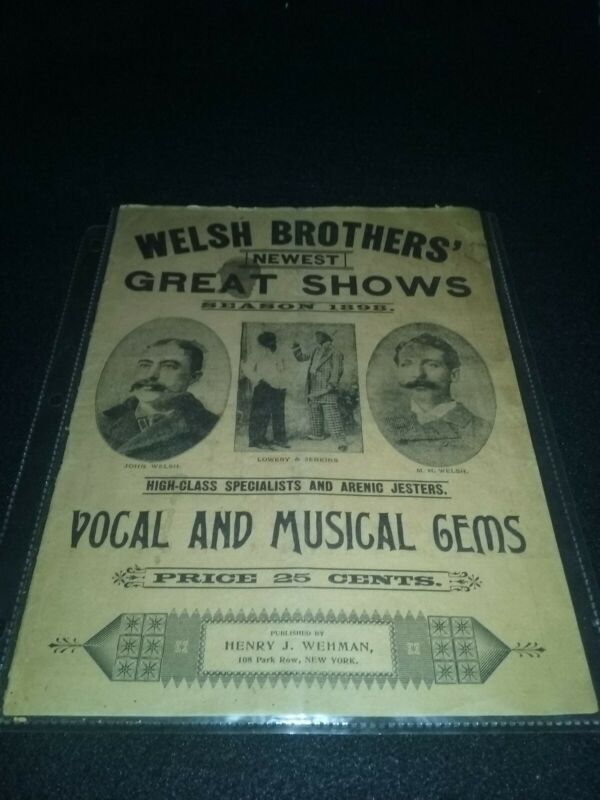 WELSH BROTHERS'
NEWEST
GREAT SHOWS
SEASON 1898.
JOHN WELSH.
LOWERY & JENKINS
M. H. WELSH.
HIGH-CLASS SPECIALISTS AND ARENIC JESTERS.
VOCAL AND MUSICAL GEMS
PRICE 25 CENTS.
PUBLISHED BY
HENRY J. WEHMAN,
108 Park Row, NEW YORK.